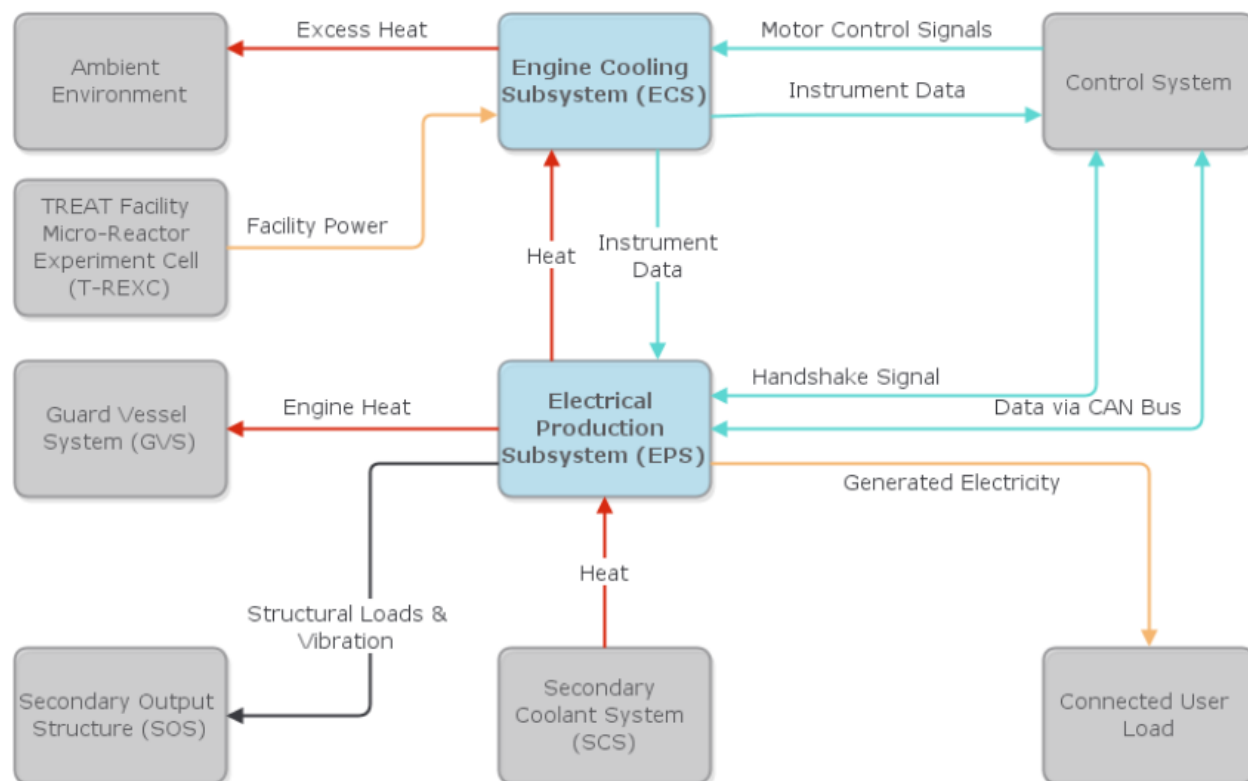 Excess Heat
Motor Control Signals
Ambient
Environment
Engine Cooling
Subsystem (ECS)
Control System
Instrument Data
TREAT Facility
Micro-Reactor
Experiment Cell
(T-REXC)
Facility Power
Heat
Instrument
Data
Handshake Signal
Data via CAN Bus
Guard Vessel
System (GVS)
Engine Heat
Electrical
Production
Subsystem (EPS)
Generated Electricity
Heat
Structural Loads &
Vibration
Secondary Output
Structure (SOS)
Secondary
Coolant System
(SCS)
Connected User
Load